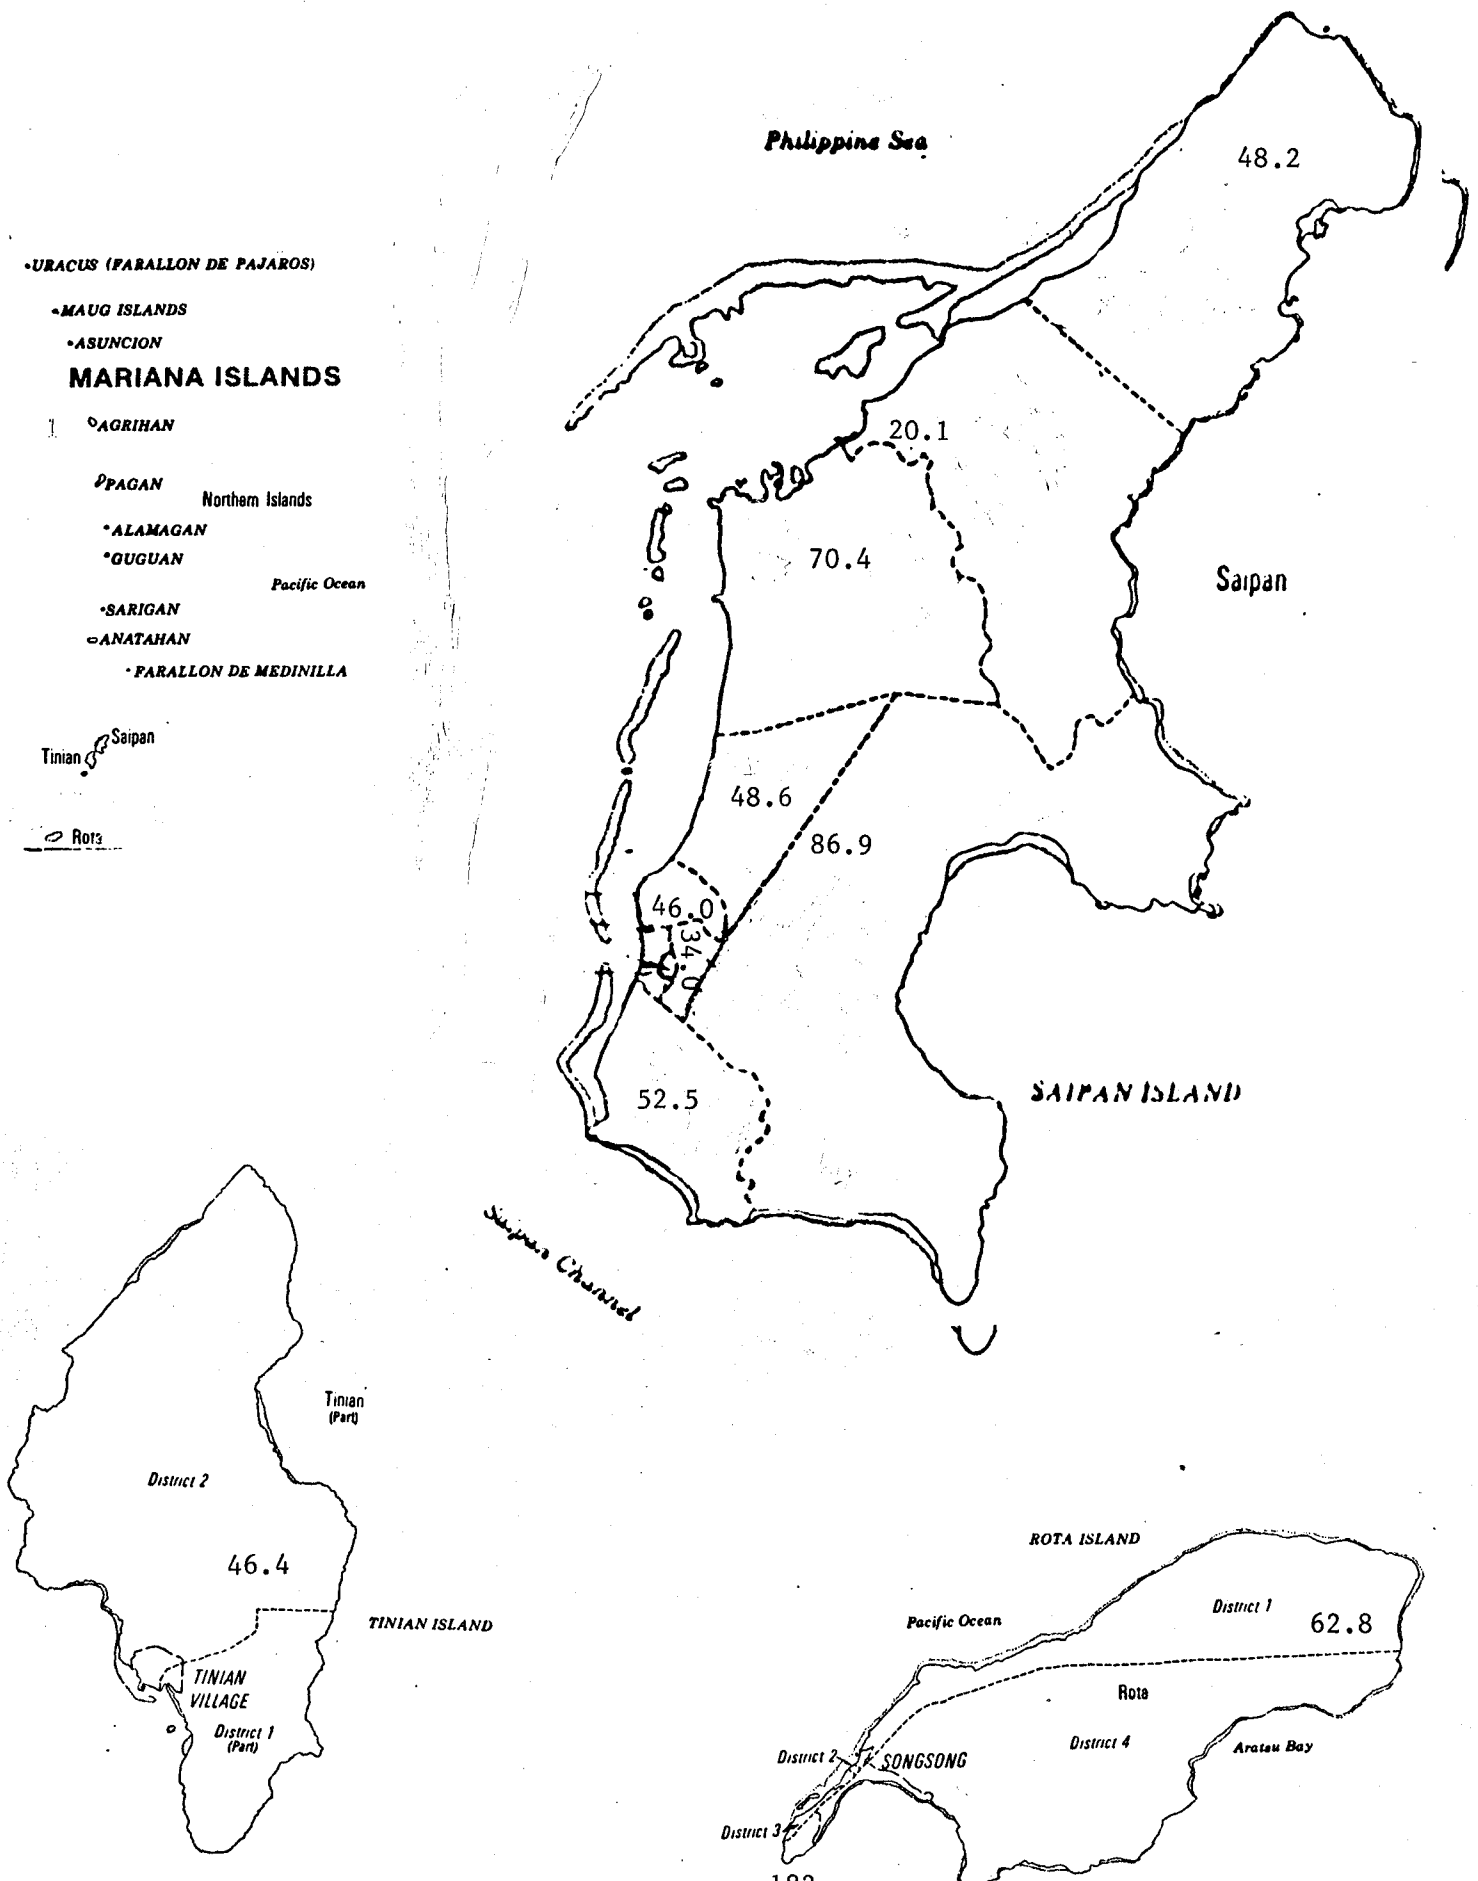 Philippine Sea
48.2
•URACUS (FARALLON DE PAJAROS)
•MAUG ISLANDS
•ASUNCION
MARIANA ISLANDS
AGRIHAN
PAGAN
Northern Islands
•ALAMAGAN
•GUGUAN
Pacific Ocean
•SARIGAN
ANATAHAN
•FARALLON DE MEDINILLA
Saipan
Tinian
Rota
20.1
70.4
Saipan
48.6
86.9
46.0
34.0
52.5
SAIPAN ISLAND
Saipan Channel
Tinian
(Part)
District 2
46.4
TINIAN ISLAND
TINIAN
VILLAGE
District 1
(Part)
ROTA ISLAND
Pacific Ocean
District 1
62.8
Rota
District 4
Aratsu Bay
District 2
SONGSONG
District 3